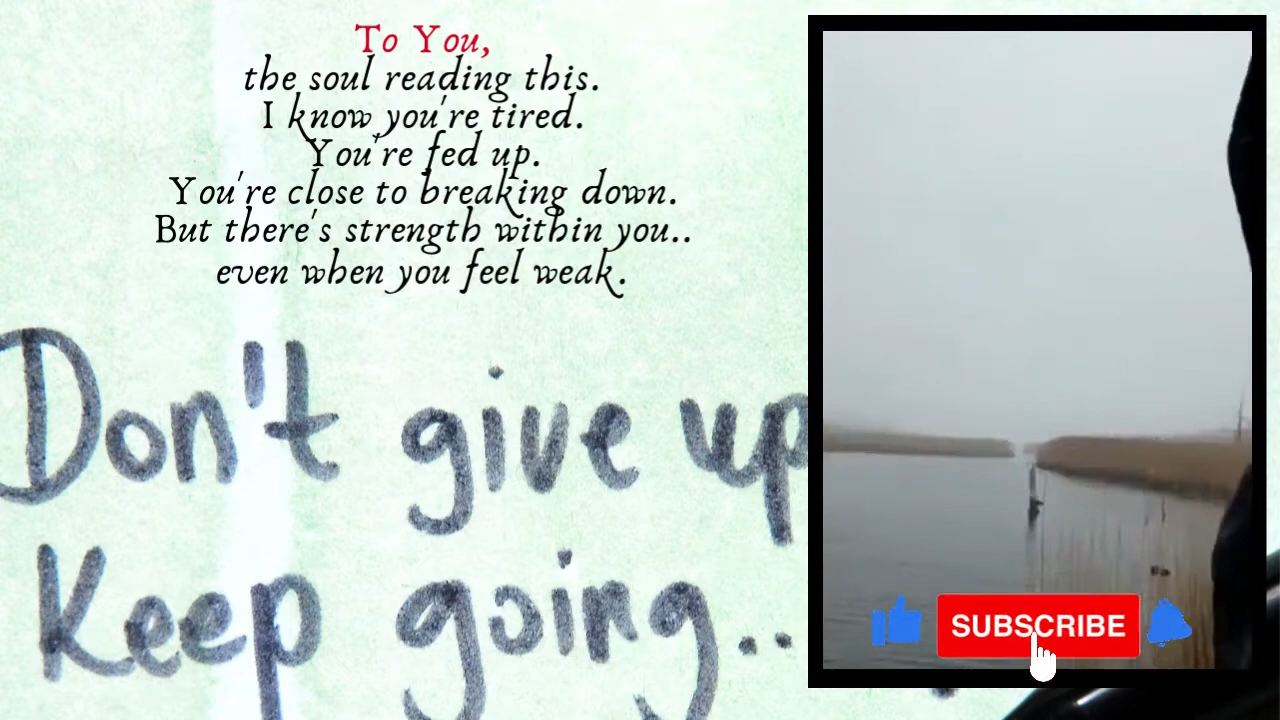 To You,
the soul reading this.
I know you're tired.
You're fed up.
You're close to breaking down.
But there's strength within you..
even when you feel weak.
Don't give up
Keep going..
SUBSCRIBE